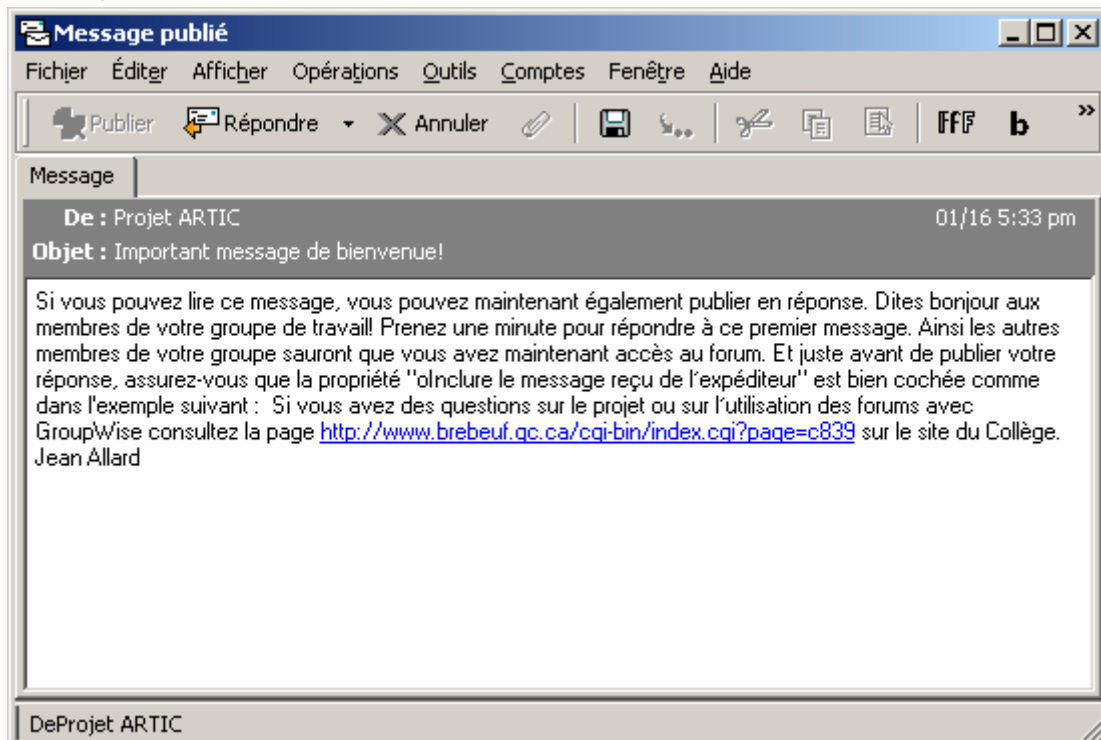 Message publié
Fichier Éditer Afficher Opérations Outils Comptes Fenêtre Aide
Publier Répondre Annuler FfF b »
Message
De : Projet ARTIC 01/16 5:33 pm
Objet : Important message de bienvenue!
Si vous pouvez lire ce message, vous pouvez maintenant également publier en réponse. Dites bonjour aux
membres de votre groupe de travail! Prenez une minute pour répondre à ce premier message. Ainsi les autres
membres de votre groupe sauront que vous avez maintenant accès au forum. Et juste avant de publier votre
réponse, assurez-vous que la propriété "oInclure le message reçu de l'expéditeur" est bien cochée comme
dans l'exemple suivant :  Si vous avez des questions sur le projet ou sur l'utilisation des forums avec
GroupWise consultez la page http://www.brebeuf.qc.ca/cgi-bin/index.cgi?page=c839 sur le site du Collège.
Jean Allard
DeProjet ARTIC